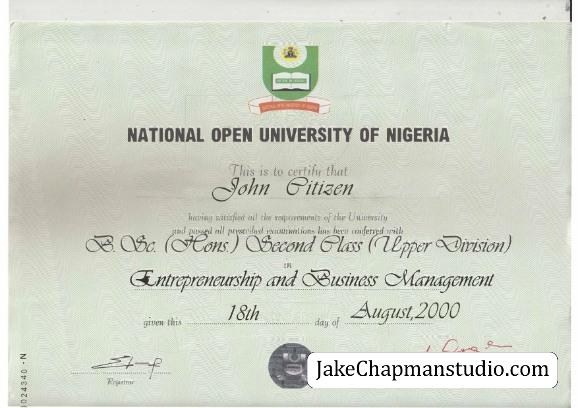 NATIONAL OPEN UNIVERSITY OF NIGERIA
This is to certify that
John Citizen
having satisfied all the requirements of the University
and passed all prescribed examinations has been conferred with
B. Sc. (Hons.) Second Class (Upper Division)
in
Entrepreneurship and Business Management
given this 18th day of August, 2000
Registrar
JakeChapmanstudio.com
024340 - N